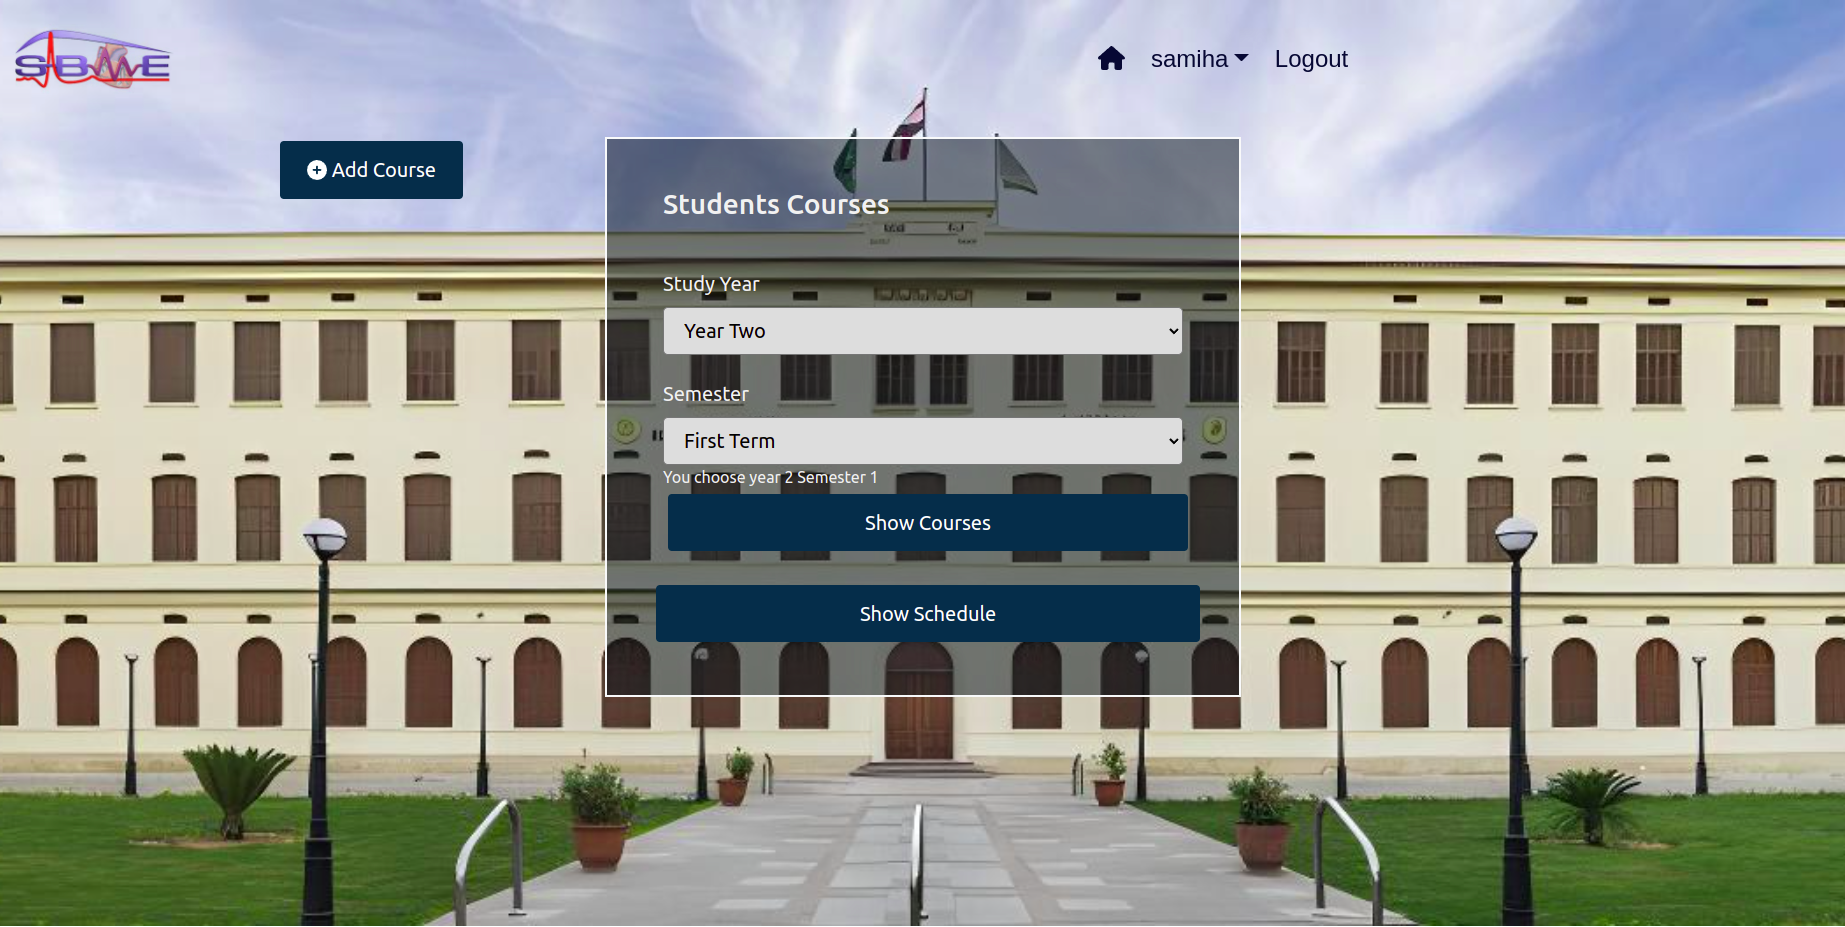 SBME
samiha
Logout
Add Course
Students Courses
Study Year
Year Two
Semester
First Term
You choose year 2 Semester 1
Show Courses
Show Schedule